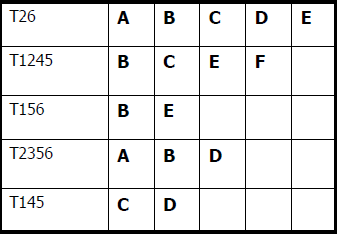 T26 A B C D E
T1245 B C E F
T156 B E
T2356 A B D
T145 C D